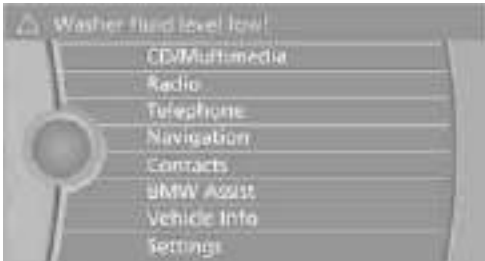 Washer fluid level low!
CD/Multimedia
Radio
Telephone
Navigation
Contacts
BMW Assist
Vehicle Info
Settings